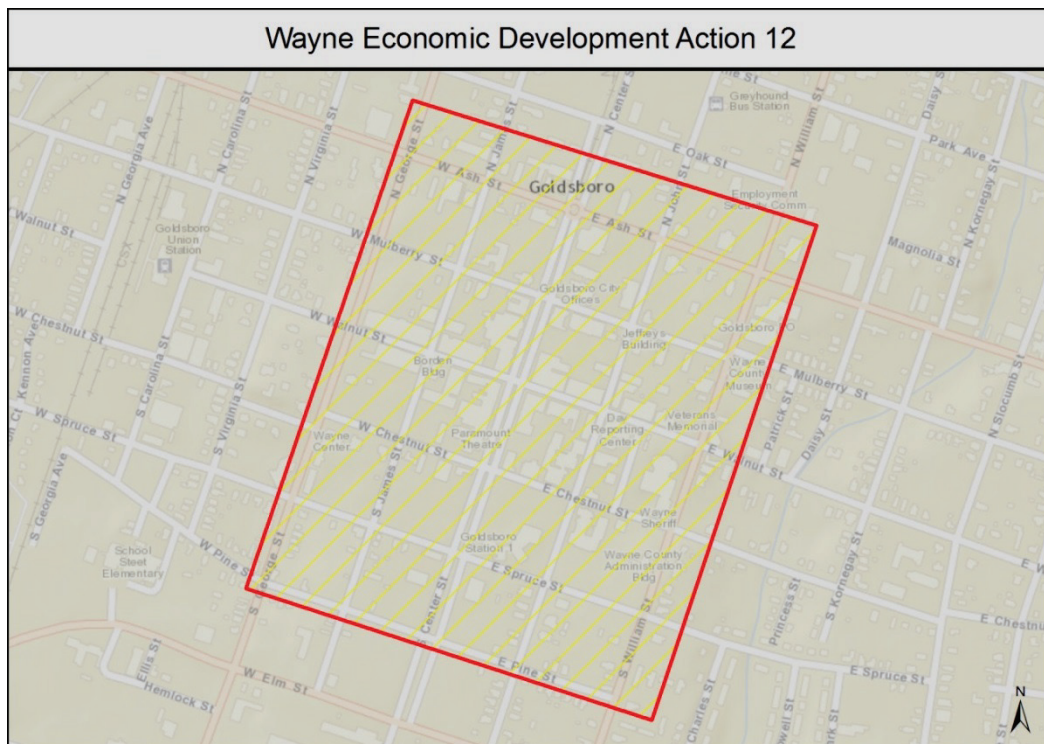 Wayne Economic Development Action 12
N Georgia Ave
N Carolina St
N Virginia St
N George St
N James St
N Center St
Greyhound
Bus Station
E Oak St
N William St
Daisy St
Park Ave
N Kornegay St
W Ash St
Goldsboro
N John St
Employment
Security Comm
E Ash St
Magnolia St
Walnut St
CSX
Goldsboro
Union
Station
W Mulberry St
Goldsboro City
Offices
Jeffreys
Building
Goldsboro PO
W Chestnut St
W Walnut St
Borden
Bldg
Wayne
County
Museum
E Mulberry St
N Slocumb St
Kennon Ave
S Carolina St
S Virginia St
W Spruce St
Wayne
Center
W Chestnut St
Paramount
Theatre
Day
Reporting
Center
Veterans
Memorial
Patrick St
Daisy St
E Walnut St
S Georgia Ave
S James St
E Chestnut St
Wayne
Sheriff
School
Steet
Elementary
W Pine St
S George St
Goldsboro
Station 1
E Spruce St
Wayne County
Administration
Bldg
S Center St
S William St
Princess St
S Kornegay St
E Chestnut
E Pine St
E Spruce St
Ellis St
Hemlock St
W Elm St
Charles St
N